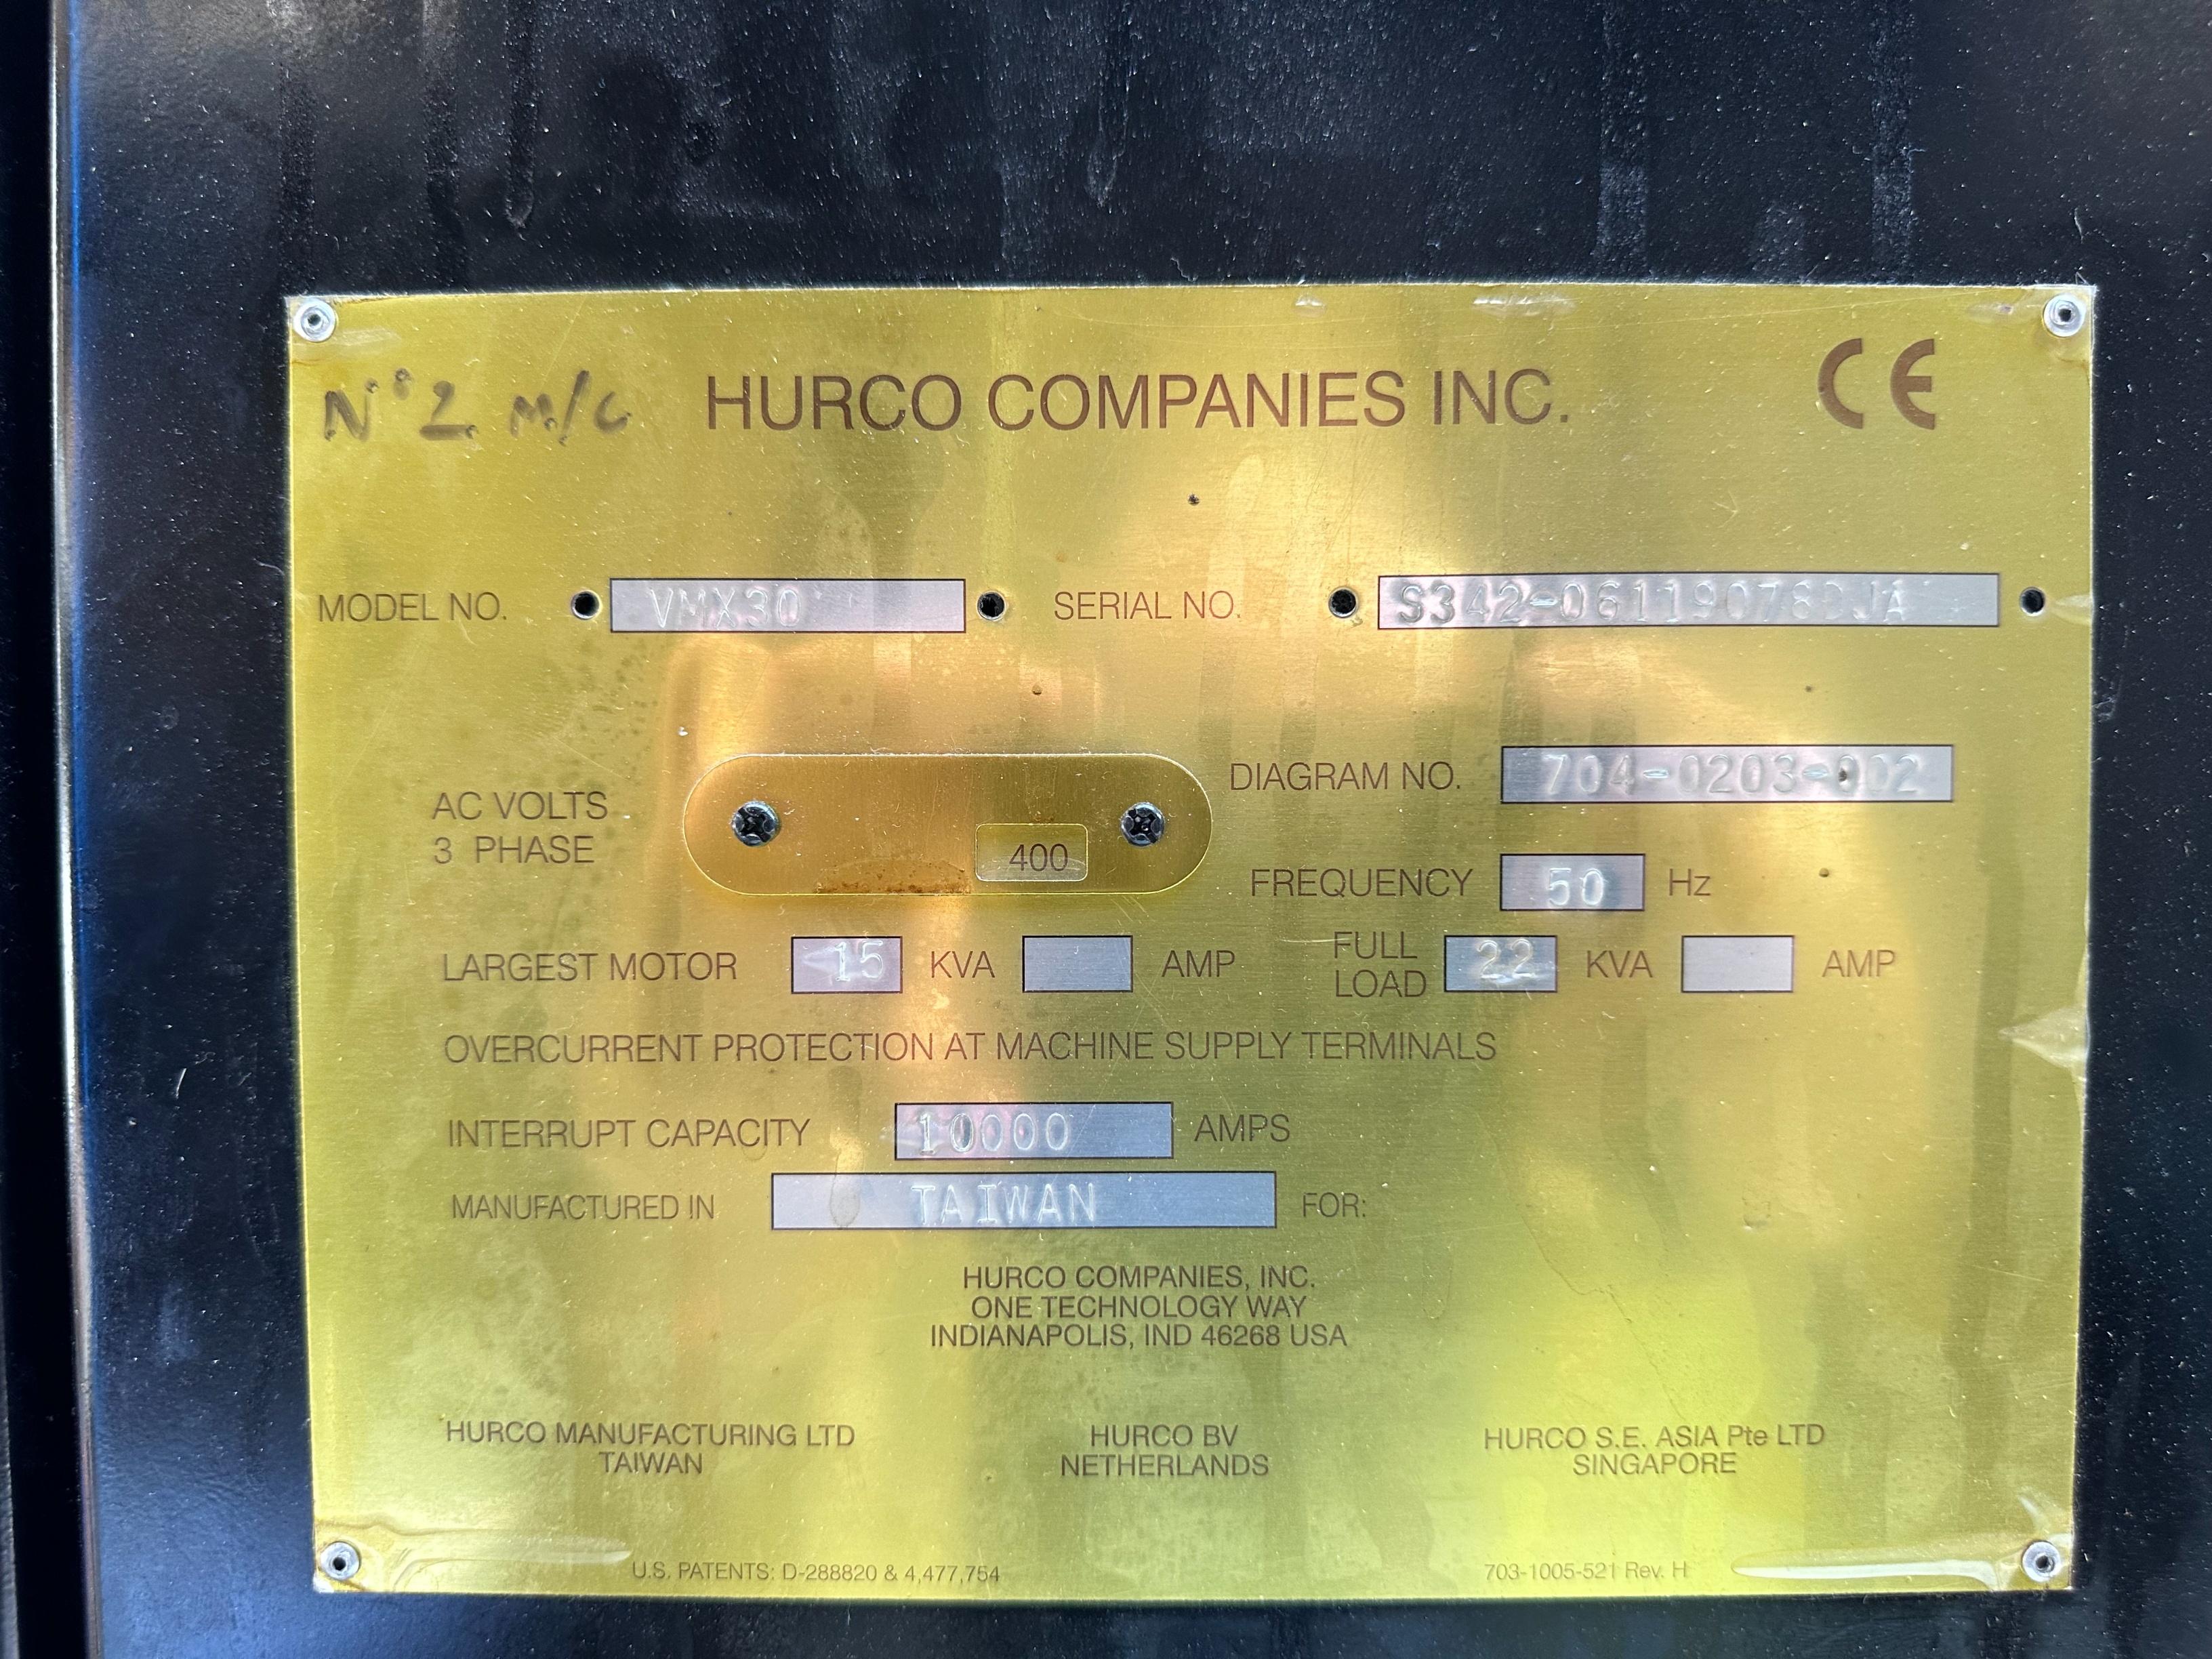 N° 2 M/C HURCO COMPANIES INC. CE
MODEL NO. VMX30 SERIAL NO. S342-06119076DJA
DIAGRAM NO. 704-0203-002
AC VOLTS
3 PHASE
400
FREQUENCY 50 Hz
LARGEST MOTOR 15 KVA AMP FULL LOAD 22 KVA AMP
OVERCURRENT PROTECTION AT MACHINE SUPPLY TERMINALS
INTERRUPT CAPACITY 10000 AMPS
MANUFACTURED IN TAIWAN FOR:
HURCO COMPANIES, INC.
ONE TECHNOLOGY WAY
INDIANAPOLIS, IND 46268 USA
HURCO MANUFACTURING LTD
TAIWAN
HURCO BV
NETHERLANDS
HURCO S.E. ASIA Pte LTD
SINGAPORE
U.S. PATENTS: D-288820 & 4,477,754
703-1005-521 Rev. H